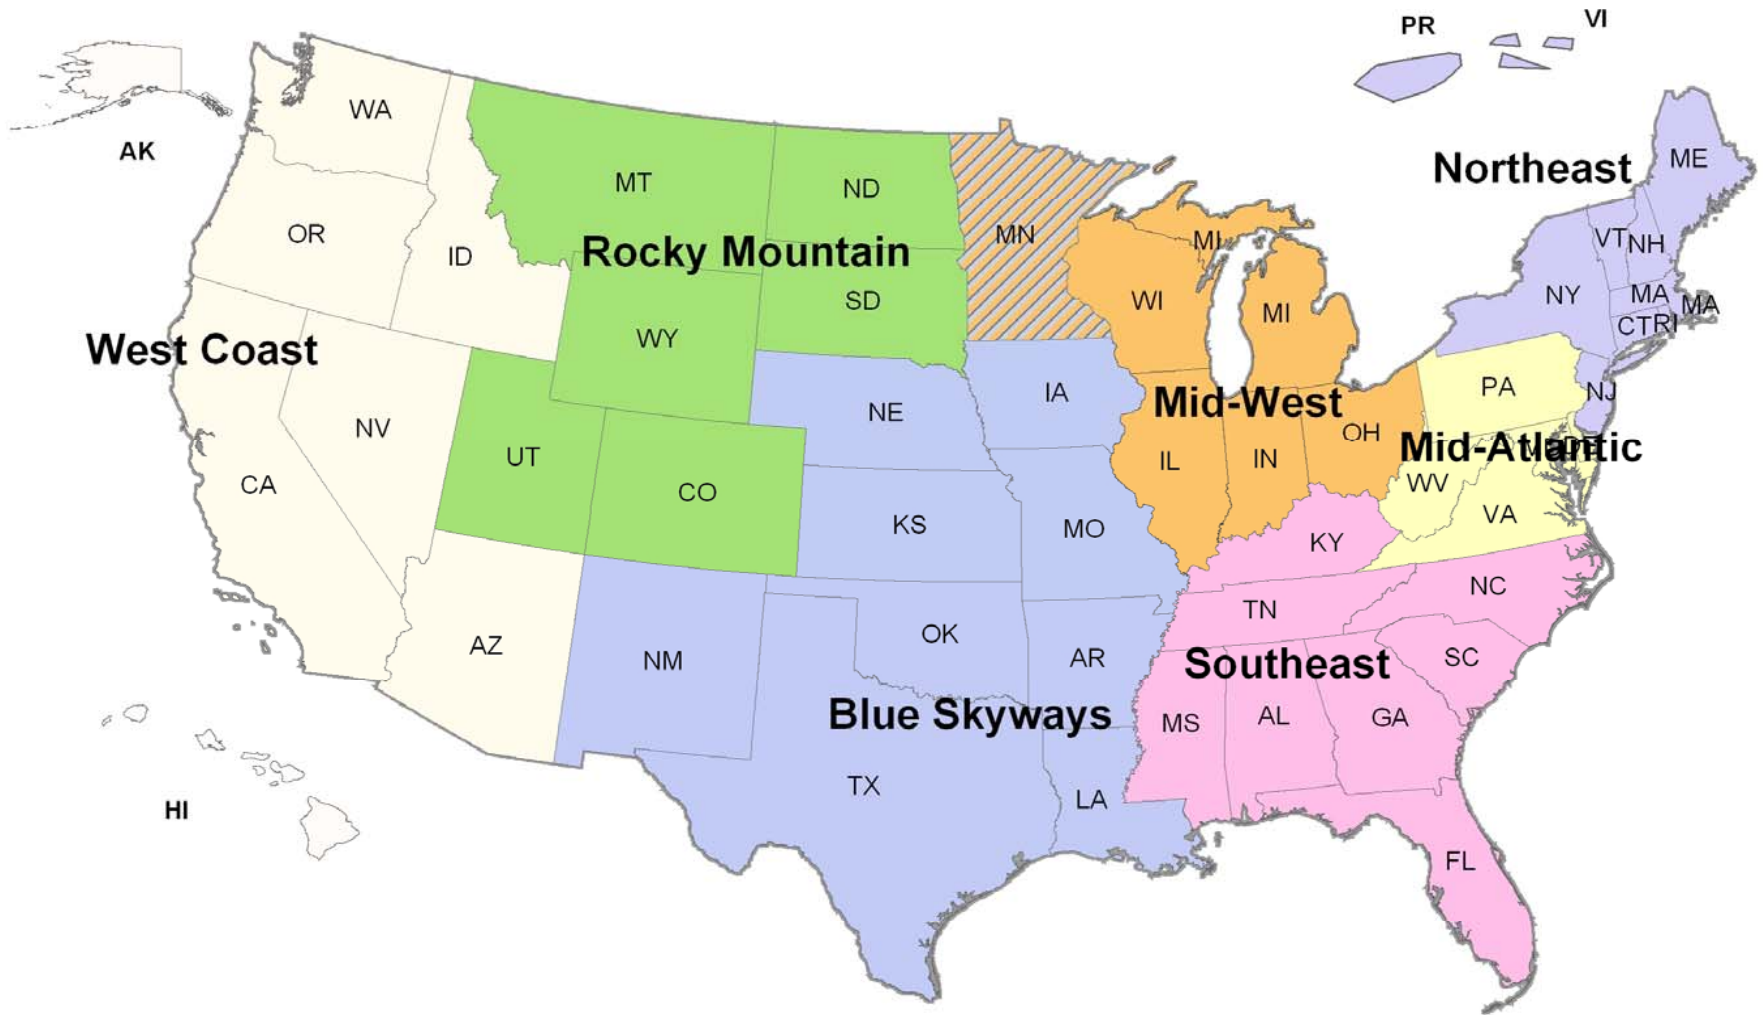 PR
VI
WA
AK
ME
Northeast
MT
ND
OR
MN
MI
VT
NH
ID
Rocky Mountain
SD
WI
MI
NY
MA
MA
CT
RI
WY
West Coast
IA
PA
NJ
NE
Mid-West
NV
OH
Mid-Atlantic
UT
IL
IN
CA
CO
WV
KS
MO
VA
KY
NC
TN
OK
AZ
NM
AR
Southeast
SC
Blue Skyways
MS
AL
GA
TX
LA
HI
FL